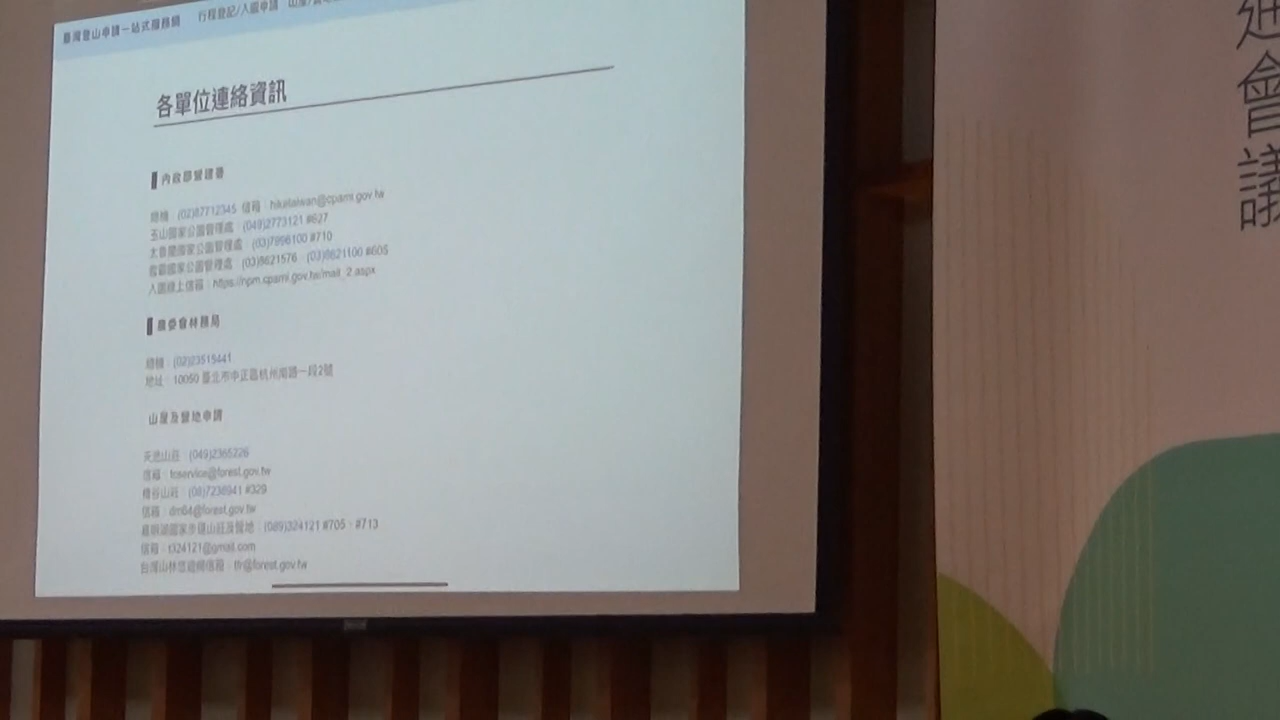 臺灣登山申請一站式服務網 行程登記/入園申請
各單位連絡資訊
內政部營建署
總機：(02)87712345 信箱：hiketaiwan@cpami.gov.tw
玉山國家公園管理處：(049)2773121 #627
太魯閣國家公園管理處：(03)7996100 #710
雪霸國家公園管理處：(03)8621576、(03)8621100 #605
入園線上信箱：https://npm.cpami.gov.tw/mail_2.aspx
農委會林務局
總機：(02)23515441
地址：10050 臺北市中正區杭州南路一段2號
山屋及營地申請
天池山莊：(049)2365226
信箱：tcservice@forest.gov.tw
檜谷山莊：(08)7236941 #329
信箱：dm64@forest.gov.tw
嘉明湖國家步道山莊及營地：(089)324121 #705、#713
信箱：t324121@gmail.com
台灣山林悠遊網信箱：tfr@forest.gov.tw
會議